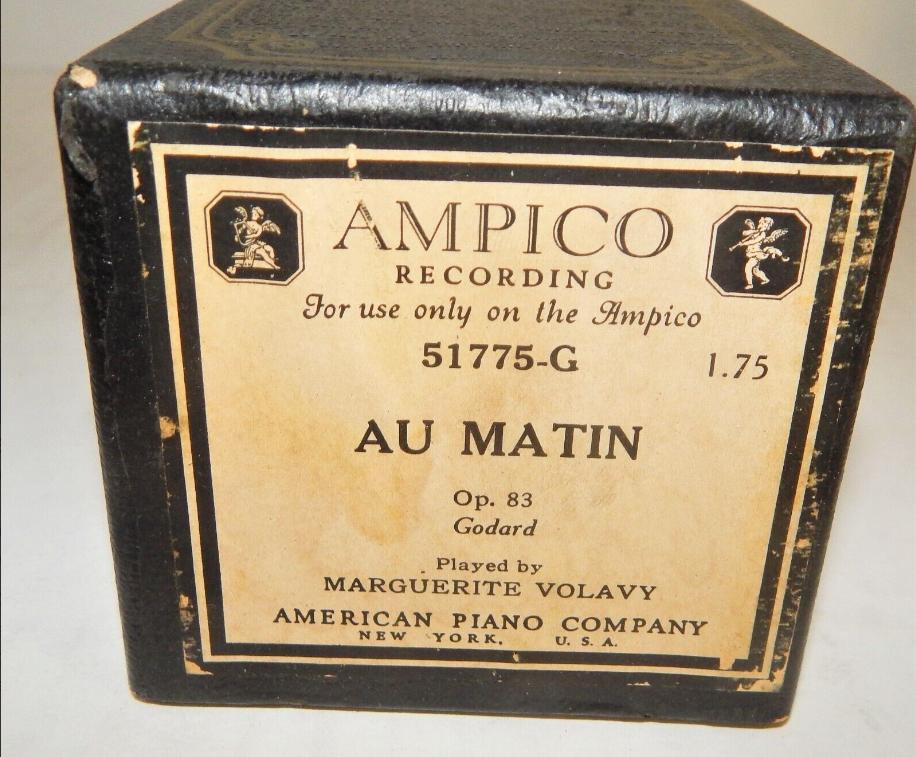 AMPICO
RECORDING
For use only on the Ampico
51775-G 1.75
AU MATIN
Op. 83
Godard
Played by
MARGUERITE VOLAVY
AMERICAN PIANO COMPANY
NEW YORK. U. S. A.